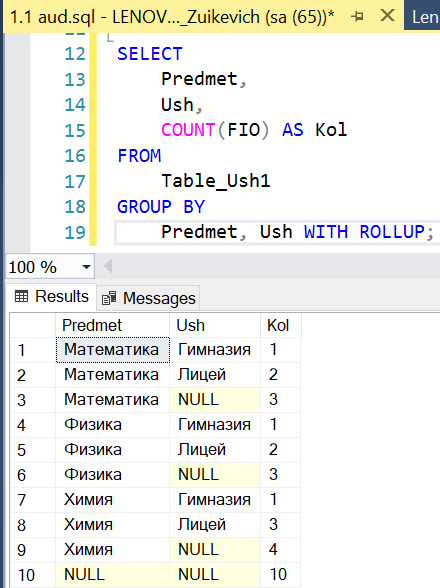 1.1 aud.sql - LENOV..._Zuikevich (sa (65))* Len
12 SELECT
13 Predmet,
14 Ush,
15 COUNT(FIO) AS Kol
16 FROM
17 Table_Ush1
18 GROUP BY
19 Predmet, Ush WITH ROLLUP;
100 %
Results Messages
Predmet Ush Kol
1 Математика Гимназия 1
2 Математика Лицей 2
3 Математика NULL 3
4 Физика Гимназия 1
5 Физика Лицей 2
6 Физика NULL 3
7 Химия Гимназия 1
8 Химия Лицей 3
9 Химия NULL 4
10 NULL NULL 10